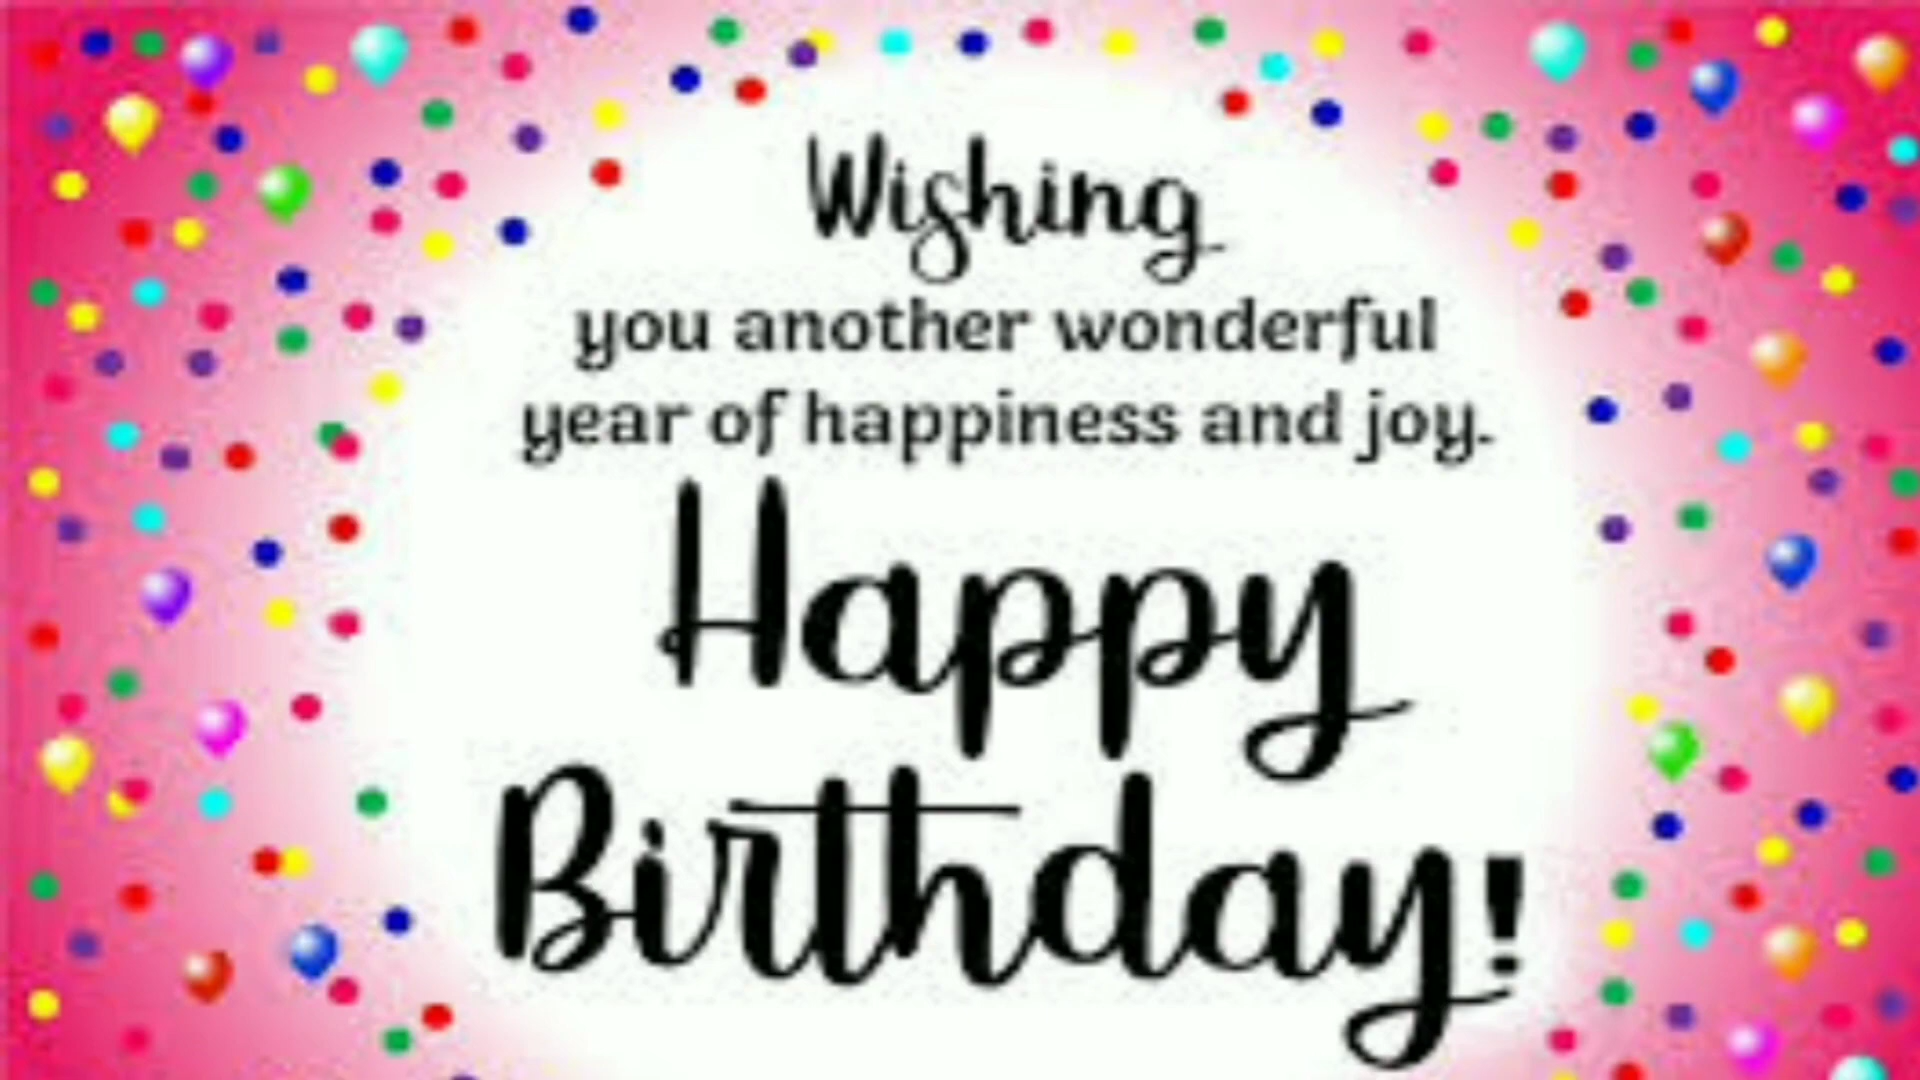 Wishing
you another wonderful
year of happiness and joy.
Happy
Birthday!